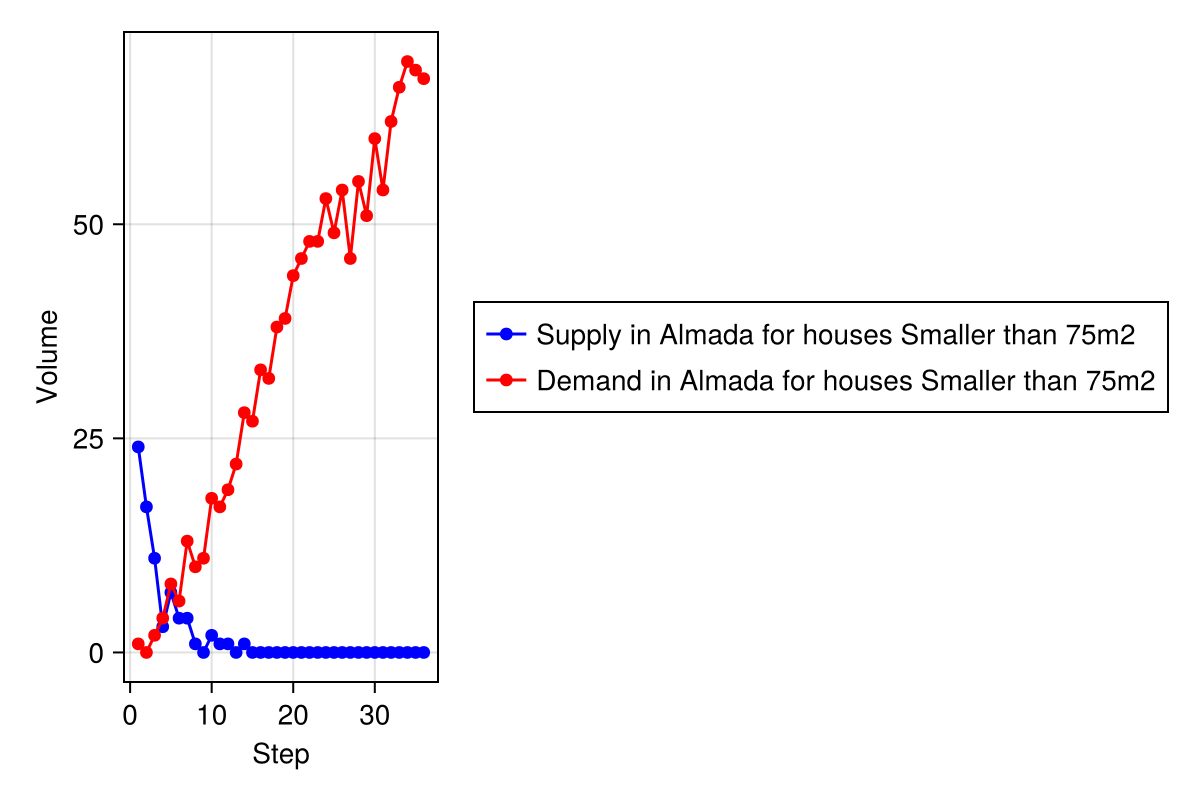 Volume
50
25
0
0 10 20 30
Step
Supply in Almada for houses Smaller than 75m2
Demand in Almada for houses Smaller than 75m2